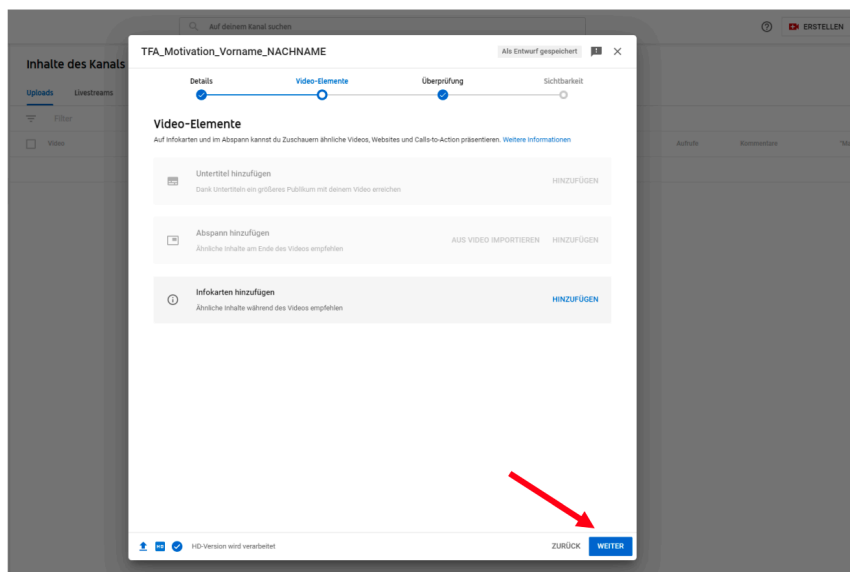 Auf deinem Kanal suchen
ERSTELLEN
TFA_Motivation_Vorname_NACHNAME
Als Entwurf gespeichert
Inhalte des Kanals
Details
Video-Elemente
Überprüfung
Sichtbarkeit
Uploads
Livestreams
Filter
Video-Elemente
Auf Infokarten und im Abspann kannst du Zuschauern ähnliche Videos, Websites und Calls-to-Action präsentieren. Weitere Informationen
Video
Aufrufe
Kommentare
Untertitel hinzufügen
Dank Untertiteln ein größeres Publikum mit deinem Video erreichen
HINZUFÜGEN
Abspann hinzufügen
Ähnliche Inhalte am Ende des Videos empfehlen
AUS VIDEO IMPORTIEREN
HINZUFÜGEN
Infokarten hinzufügen
Ähnliche Inhalte während des Videos empfehlen
HINZUFÜGEN
HD
HD-Version wird verarbeitet
ZURÜCK
WEITER